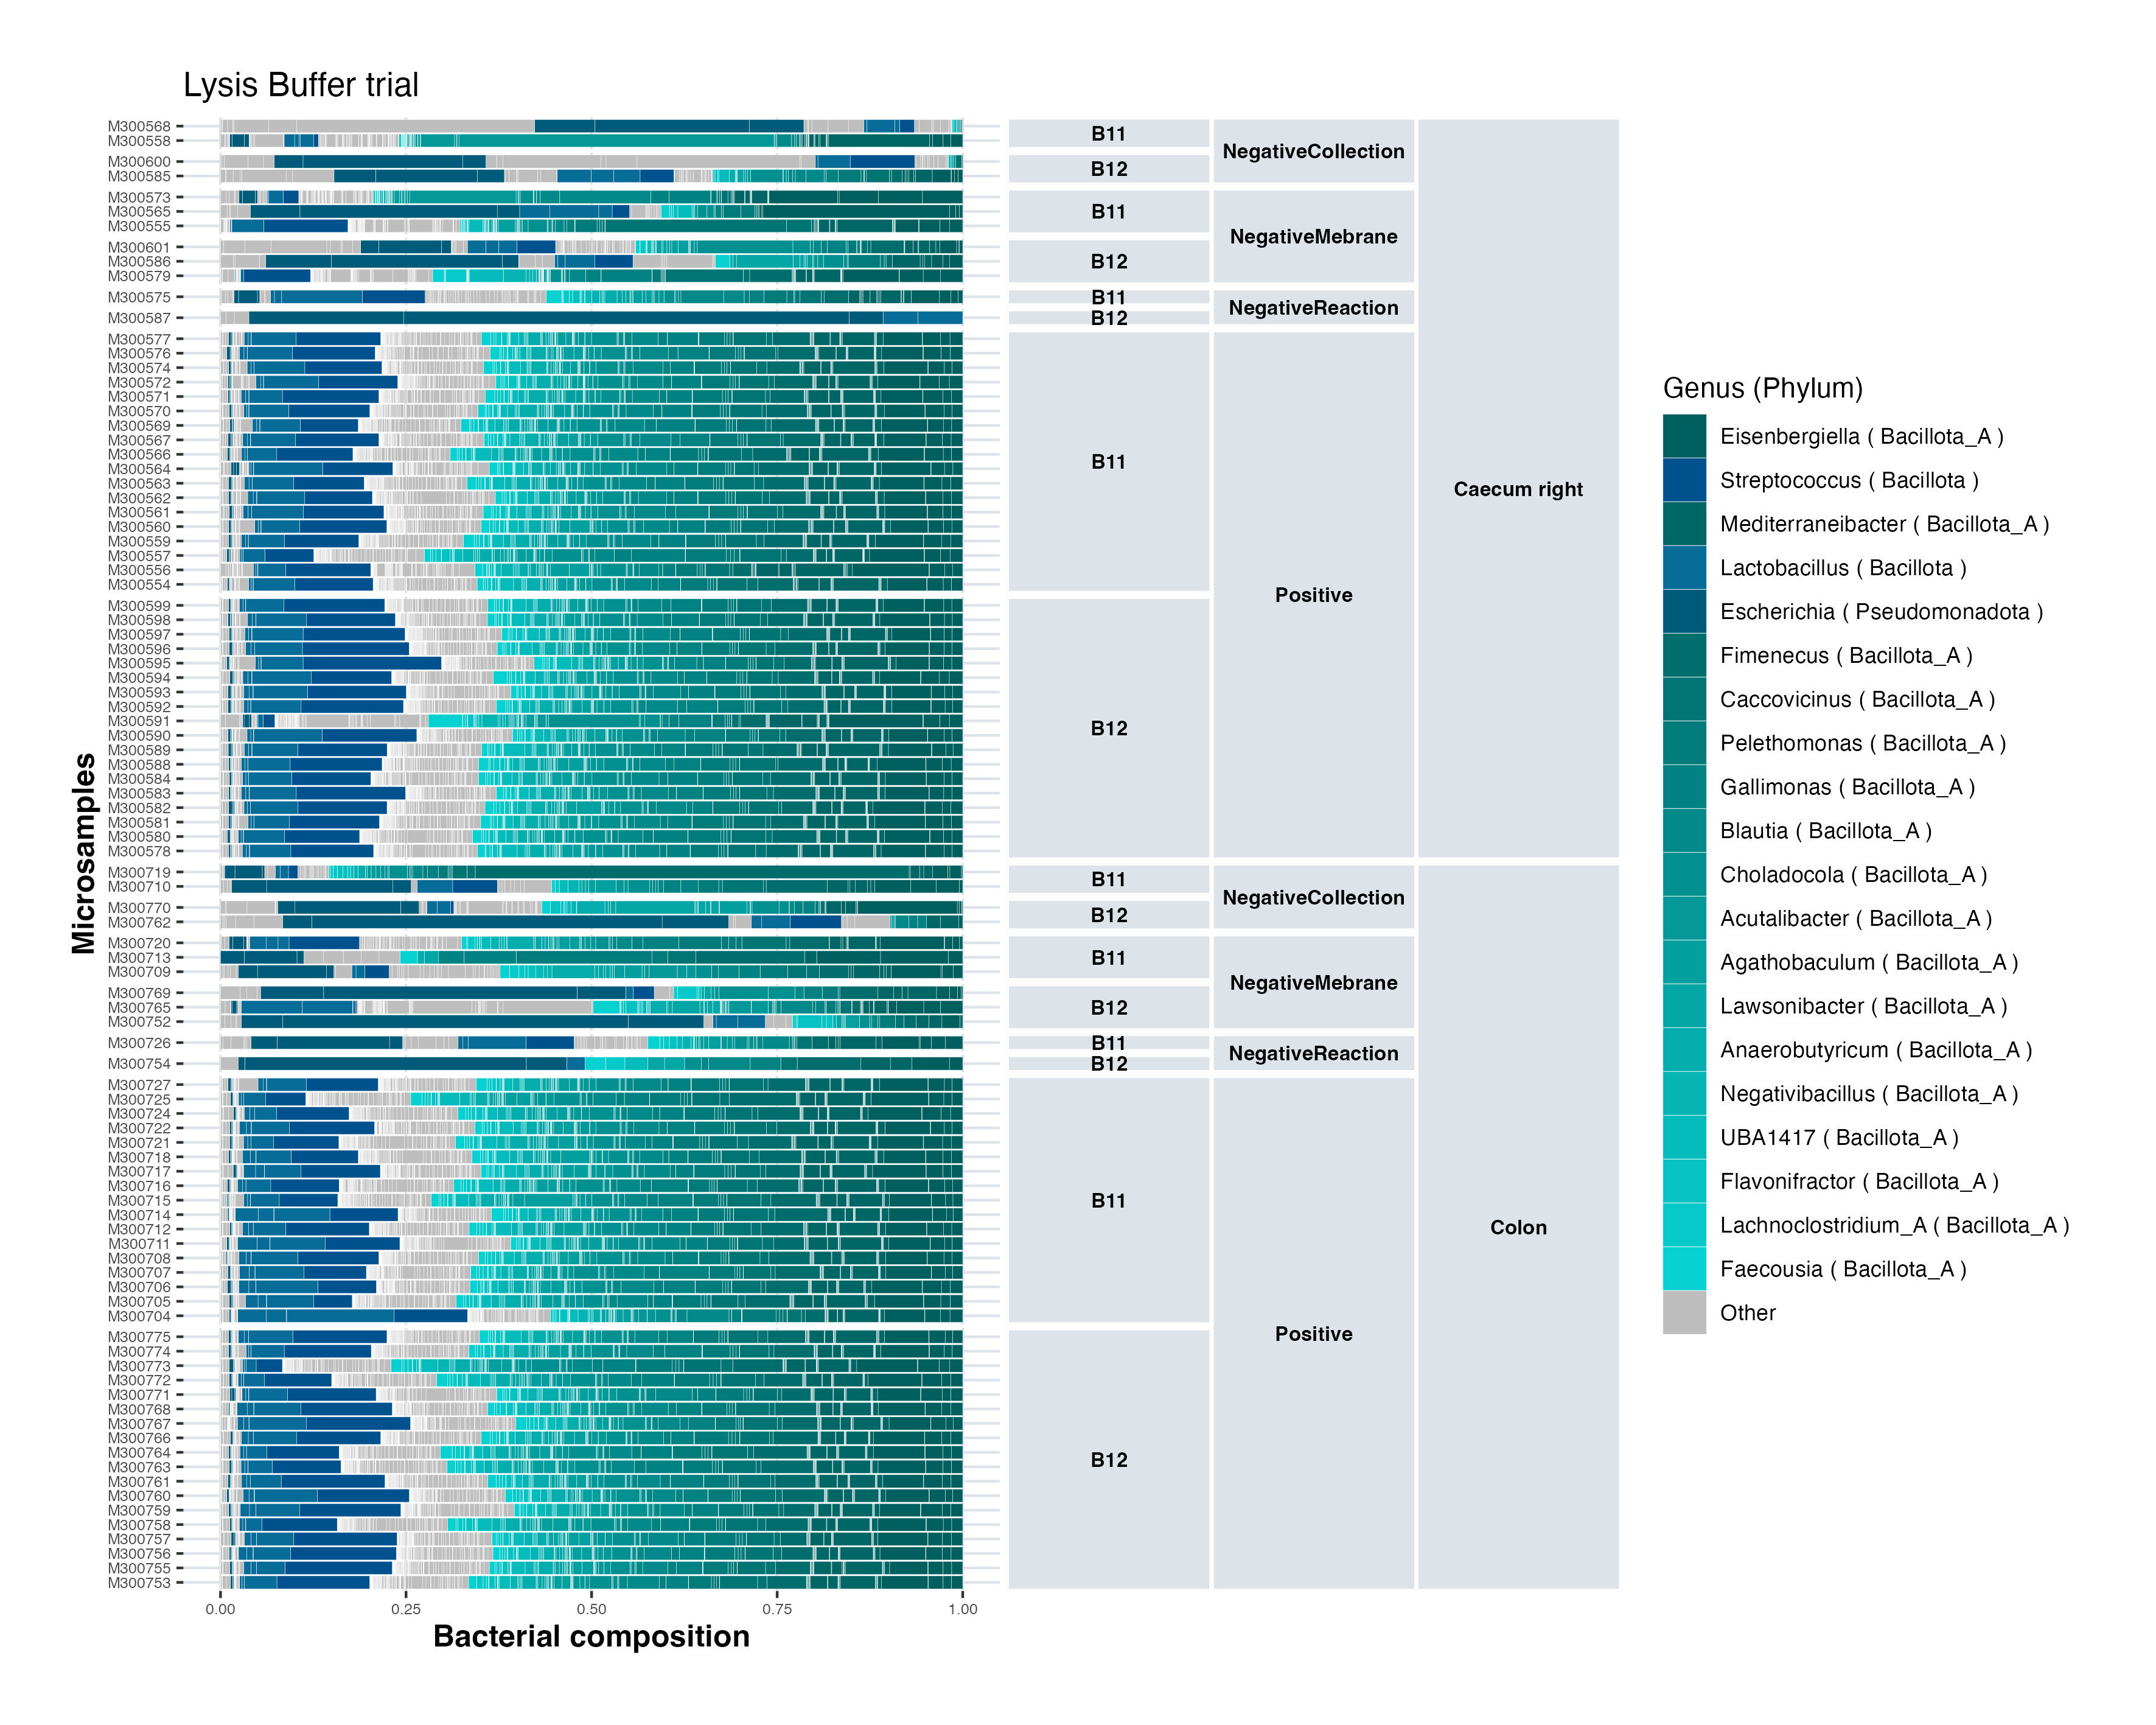 Lysis Buffer trial
M300568
M300558
M300600
M300585
M300573
M300565
M300555
M300601
M300586
M300579
M300575
M300587
M300577
M300576
M300574
M300572
M300571
M300570
M300569
M300567
M300566
M300564
M300563
M300562
M300561
M300560
M300559
M300557
M300556
M300554
M300599
M300598
M300597
M300596
M300595
M300594
M300593
M300592
M300591
M300590
M300589
M300588
M300584
M300583
M300582
M300581
M300580
M300578
M300719
M300710
M300770
M300762
M300720
M300713
M300709
M300769
M300765
M300752
M300726
M300754
M300727
M300725
M300724
M300722
M300721
M300718
M300717
M300716
M300715
M300714
M300712
M300711
M300708
M300707
M300706
M300705
M300704
M300775
M300774
M300773
M300772
M300771
M300768
M300767
M300766
M300764
M300763
M300761
M300760
M300759
M300758
M300757
M300756
M300755
M300753
Microsamples
0.00 0.25 0.50 0.75 1.00
Bacterial composition
B11
B12
B11
B12
B11
B12
B11
B12
B11
B12
B11
B12
B11
B12
B11
B12
NegativeCollection
NegativeMebrane
NegativeReaction
Positive
NegativeCollection
NegativeMebrane
NegativeReaction
Positive
Caecum right
Colon
Genus (Phylum)
Eisenbergiella ( Bacillota_A )
Streptococcus ( Bacillota )
Mediterraneibacter ( Bacillota_A )
Lactobacillus ( Bacillota )
Escherichia ( Pseudomonadota )
Fimenecus ( Bacillota_A )
Caccovicinus ( Bacillota_A )
Pelethomonas ( Bacillota_A )
Gallimonas ( Bacillota_A )
Blautia ( Bacillota_A )
Choladocola ( Bacillota_A )
Acutalibacter ( Bacillota_A )
Agathobaculum ( Bacillota_A )
Lawsonibacter ( Bacillota_A )
Anaerobutyricum ( Bacillota_A )
Negativibacillus ( Bacillota_A )
UBA1417 ( Bacillota_A )
Flavonifractor ( Bacillota_A )
Lachnoclostridium_A ( Bacillota_A )
Faecousia ( Bacillota_A )
Other